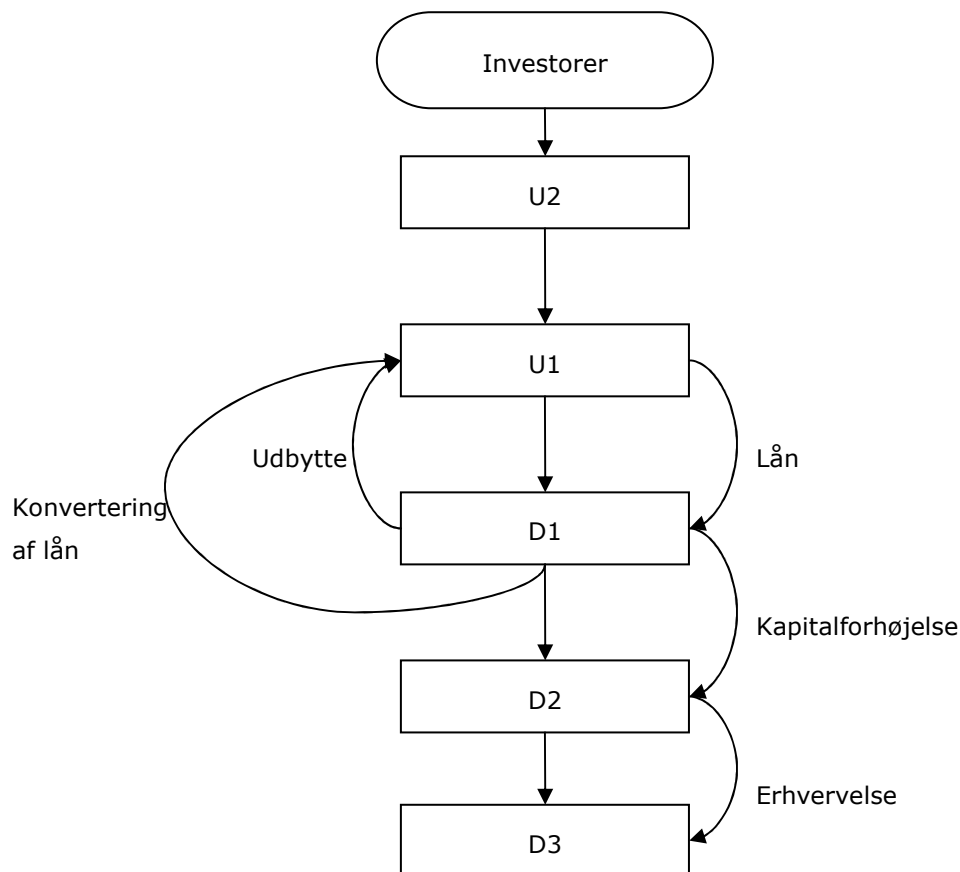 Investorer
U2
U1
Udbytte
Lån
Konvertering
af lån
D1
Kapitalforhøjelse
D2
Erhvervelse
D3